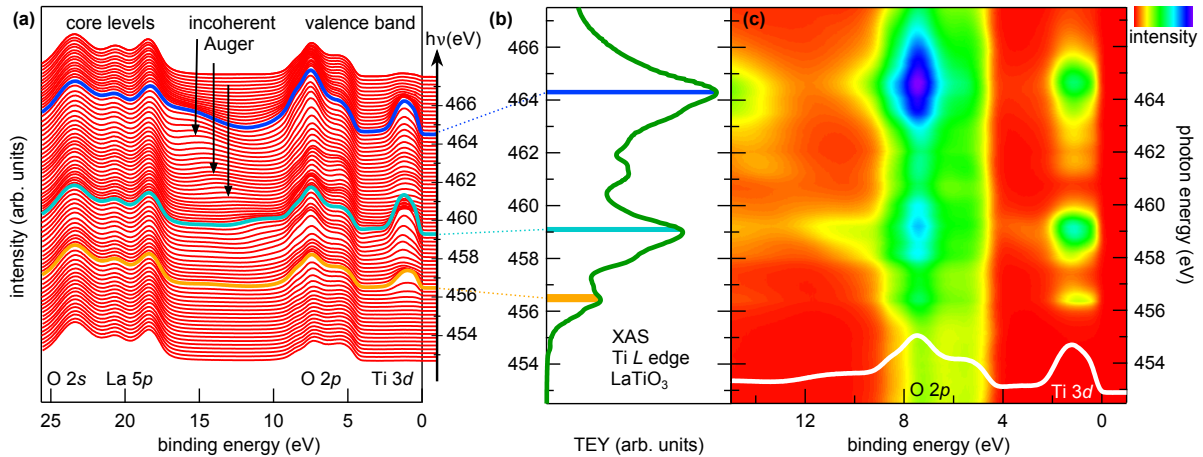 (a)
core levels
incoherent
Auger
valence band
hν(eV)
466
464
462
460
458
456
454
intensity (arb. units)
O 2s
La 5p
O 2p
Ti 3d
25
20
15
10
5
0
binding energy (eV)
(b)
466
464
462
460
458
456
454
XAS
Ti L edge
LaTiO₃
TEY (arb. units)
(c)
intensity
466
464
462
460
458
456
454
photon energy (eV)
O 2p
Ti 3d
12
8
4
0
binding energy (eV)